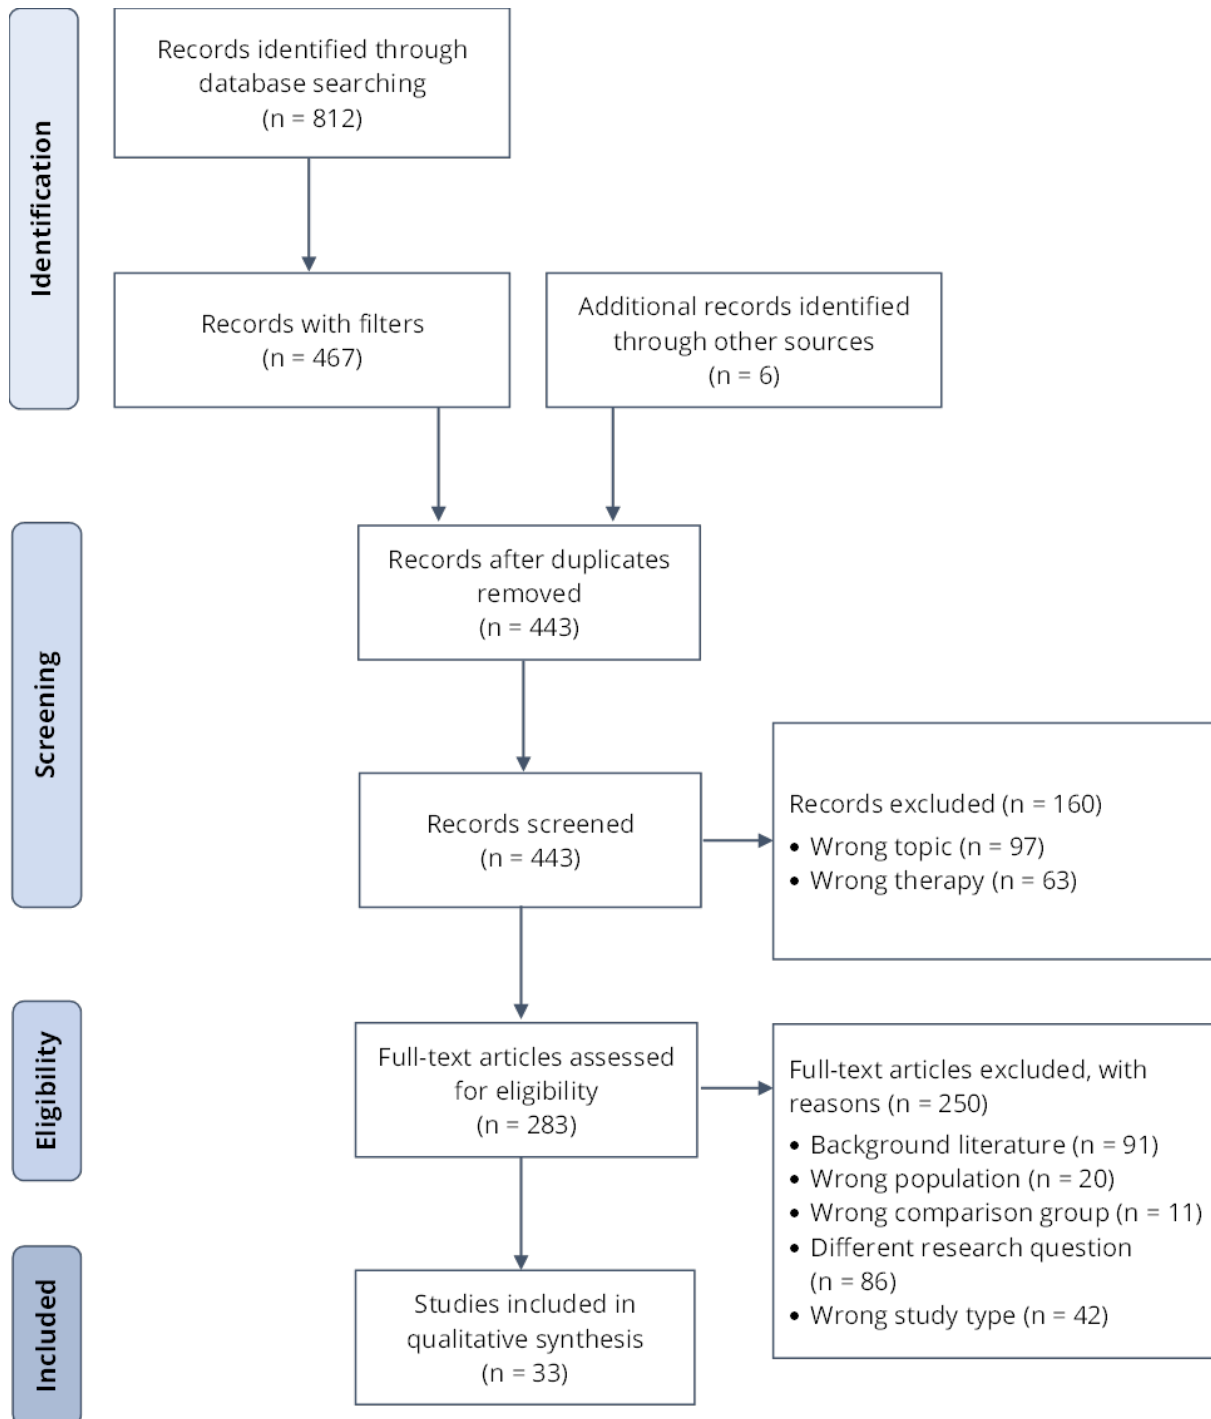 Identification
Records identified through
database searching
(n = 812)
Records with filters
(n = 467)
Additional records identified
through other sources
(n = 6)
Screening
Records after duplicates
removed
(n = 443)
Records screened
(n = 443)
Records excluded (n = 160)
• Wrong topic (n = 97)
• Wrong therapy (n = 63)
Eligibility
Full-text articles assessed
for eligibility
(n = 283)
Full-text articles excluded, with
reasons (n = 250)
• Background literature (n = 91)
• Wrong population (n = 20)
• Wrong comparison group (n = 11)
• Different research question
(n = 86)
• Wrong study type (n = 42)
Included
Studies included in
qualitative synthesis
(n = 33)